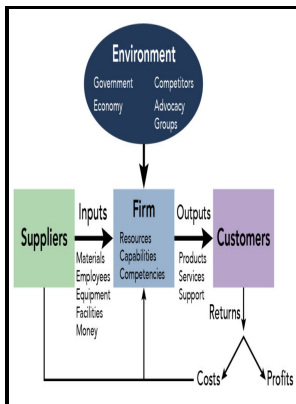 Environment
Government
Economy
Competitors
Advocacy
Groups
Suppliers
Inputs
Materials
Employees
Equipment
Facilities
Money
Firm
Resources
Capabilities
Competencies
Outputs
Products
Services
Support
Customers
Returns
Costs
Profits